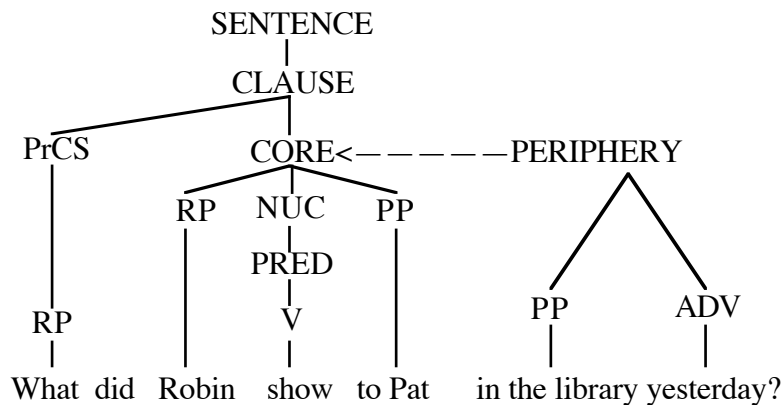 SENTENCE
CLAUSE
PrCS CORE<— — — — —PERIPHERY
RP NUC PP
PRED
RP V PP ADV
What did Robin show to Pat in the library yesterday?